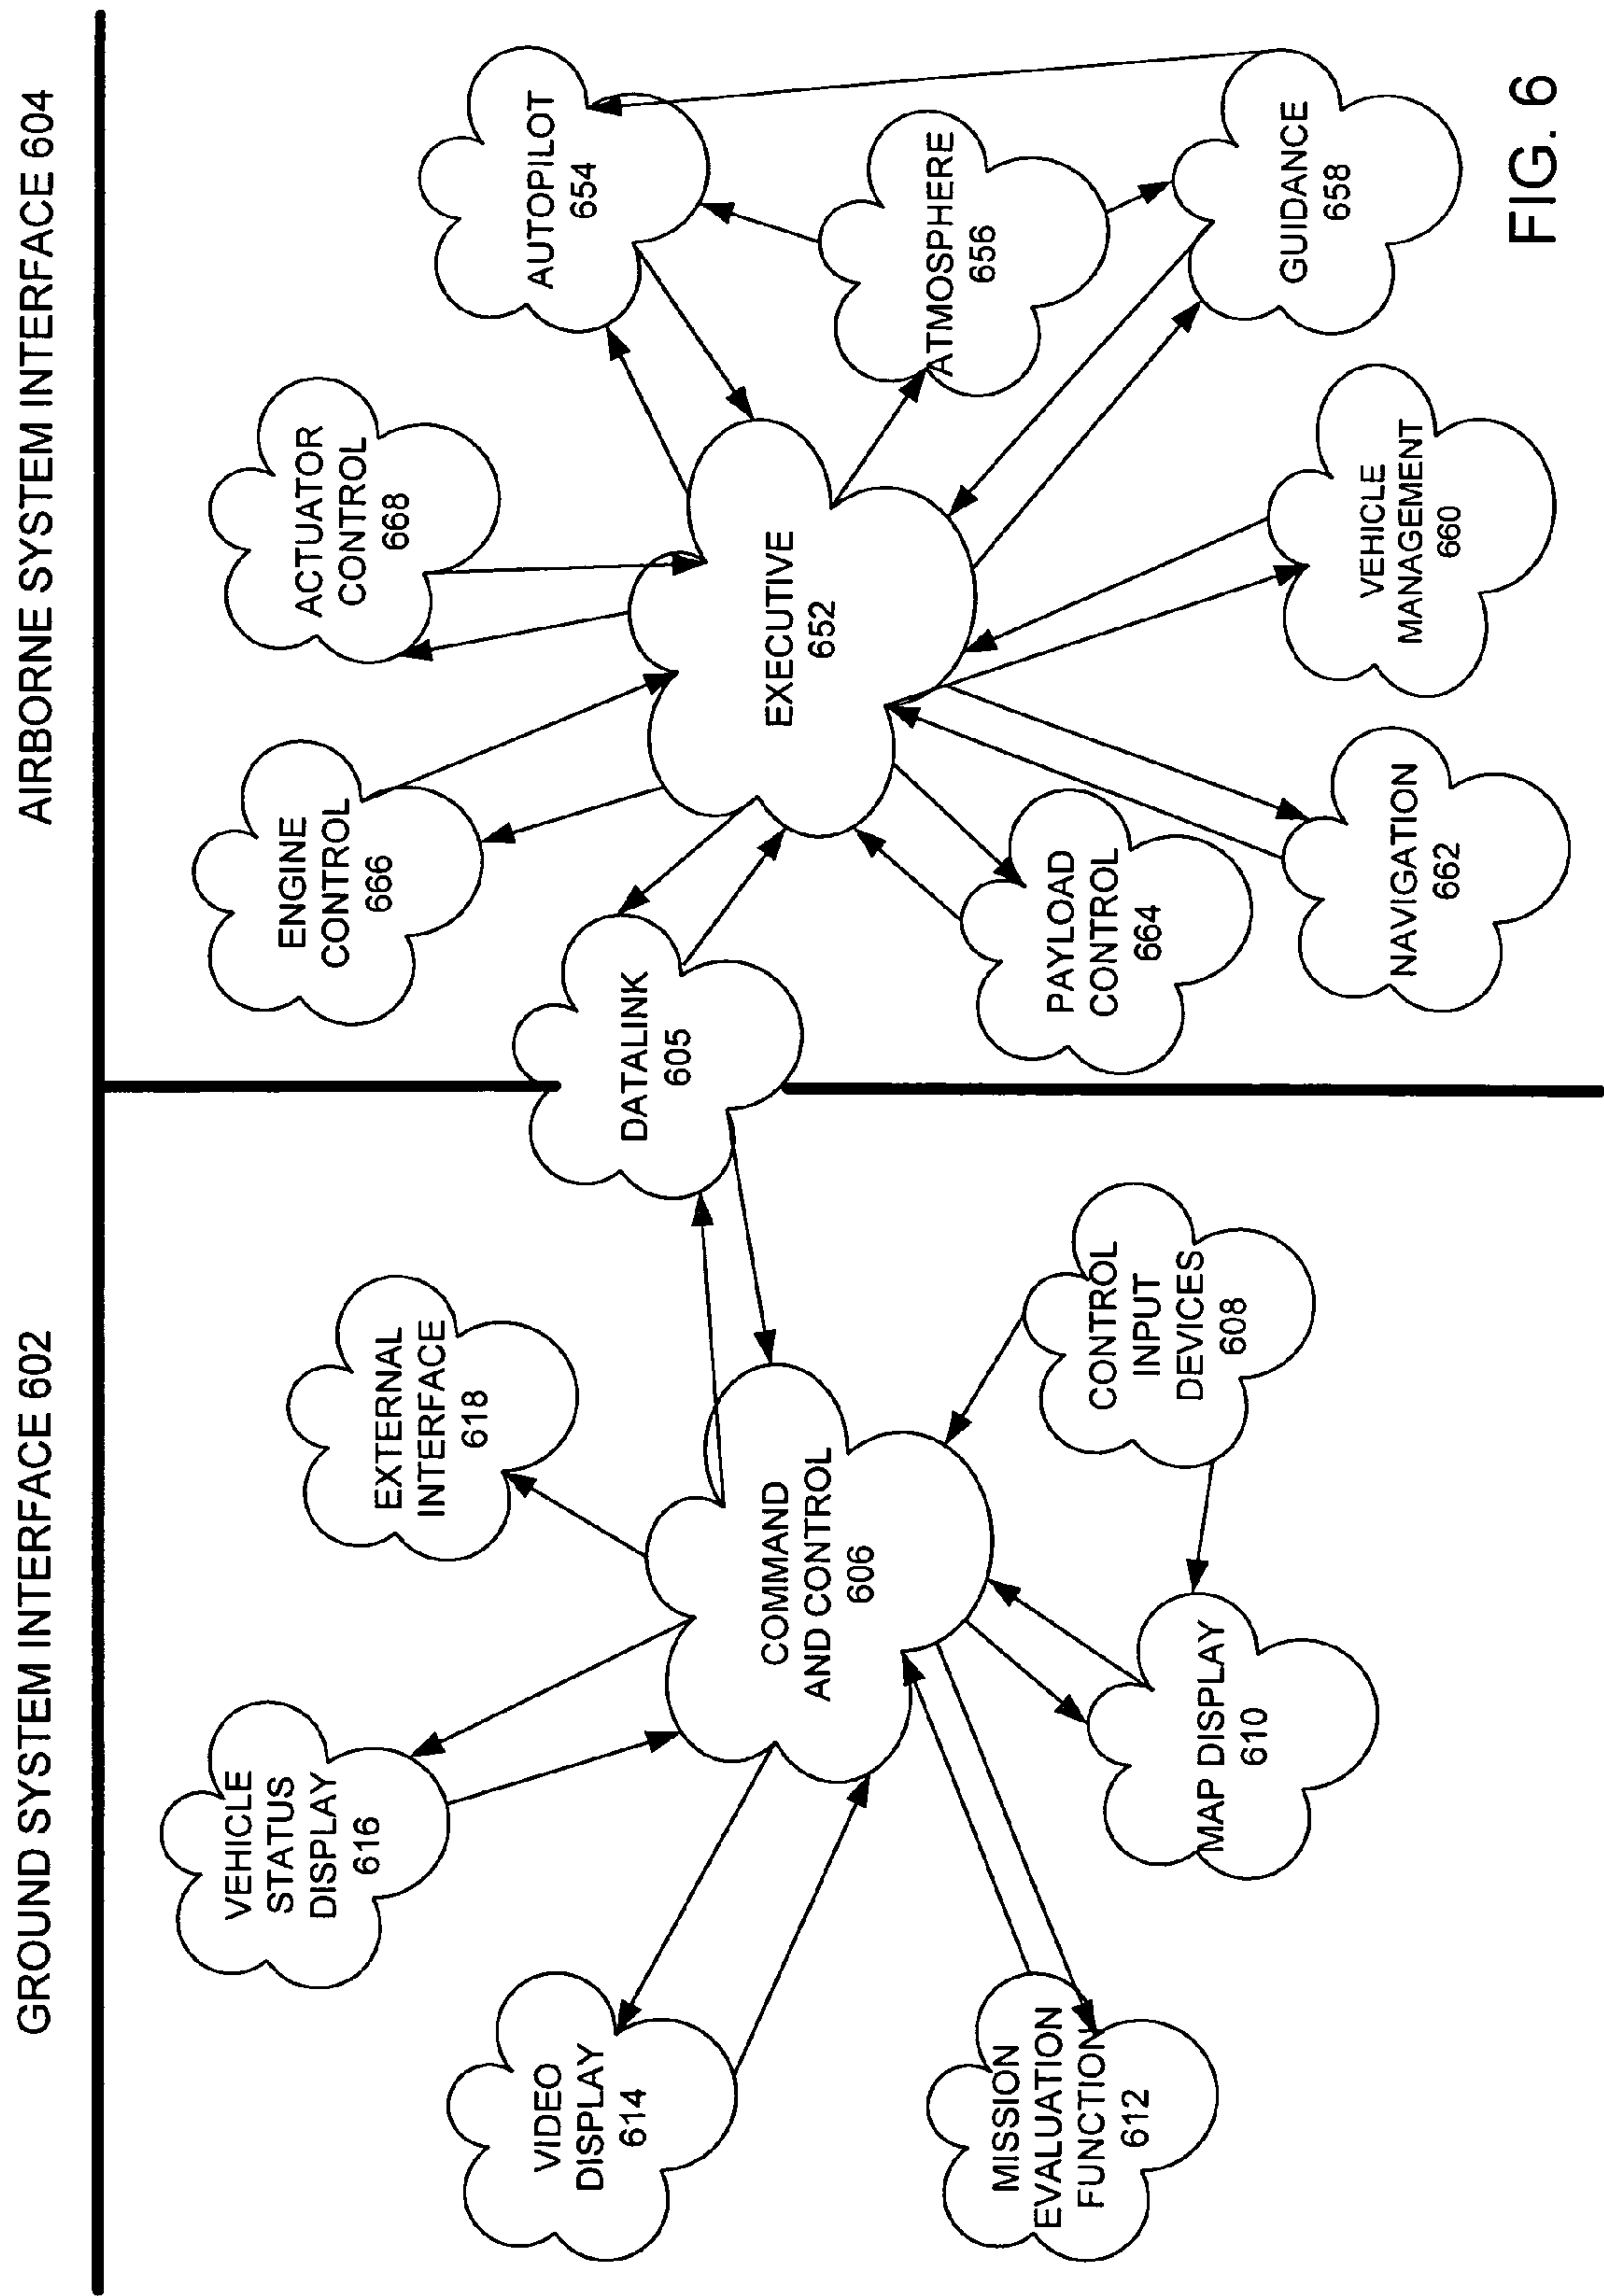 GROUND SYSTEM INTERFACE 602
AIRBORNE SYSTEM INTERFACE 604
VEHICLE
STATUS
DISPLAY
616
EXTERNAL
INTERFACE
618
VIDEO
DISPLAY
614
COMMAND
AND CONTROL
606
MISSION
EVALUATION
FUNCTION
612
MAP DISPLAY
610
CONTROL
INPUT
DEVICES
608
DATALINK
605
ENGINE
CONTROL
666
ACTUATOR
CONTROL
668
AUTOPILOT
654
EXECUTIVE
652
ATMOSPHERE
656
PAYLOAD
CONTROL
664
NAVIGATION
662
VEHICLE
MANAGEMENT
660
GUIDANCE
658
FIG. 6